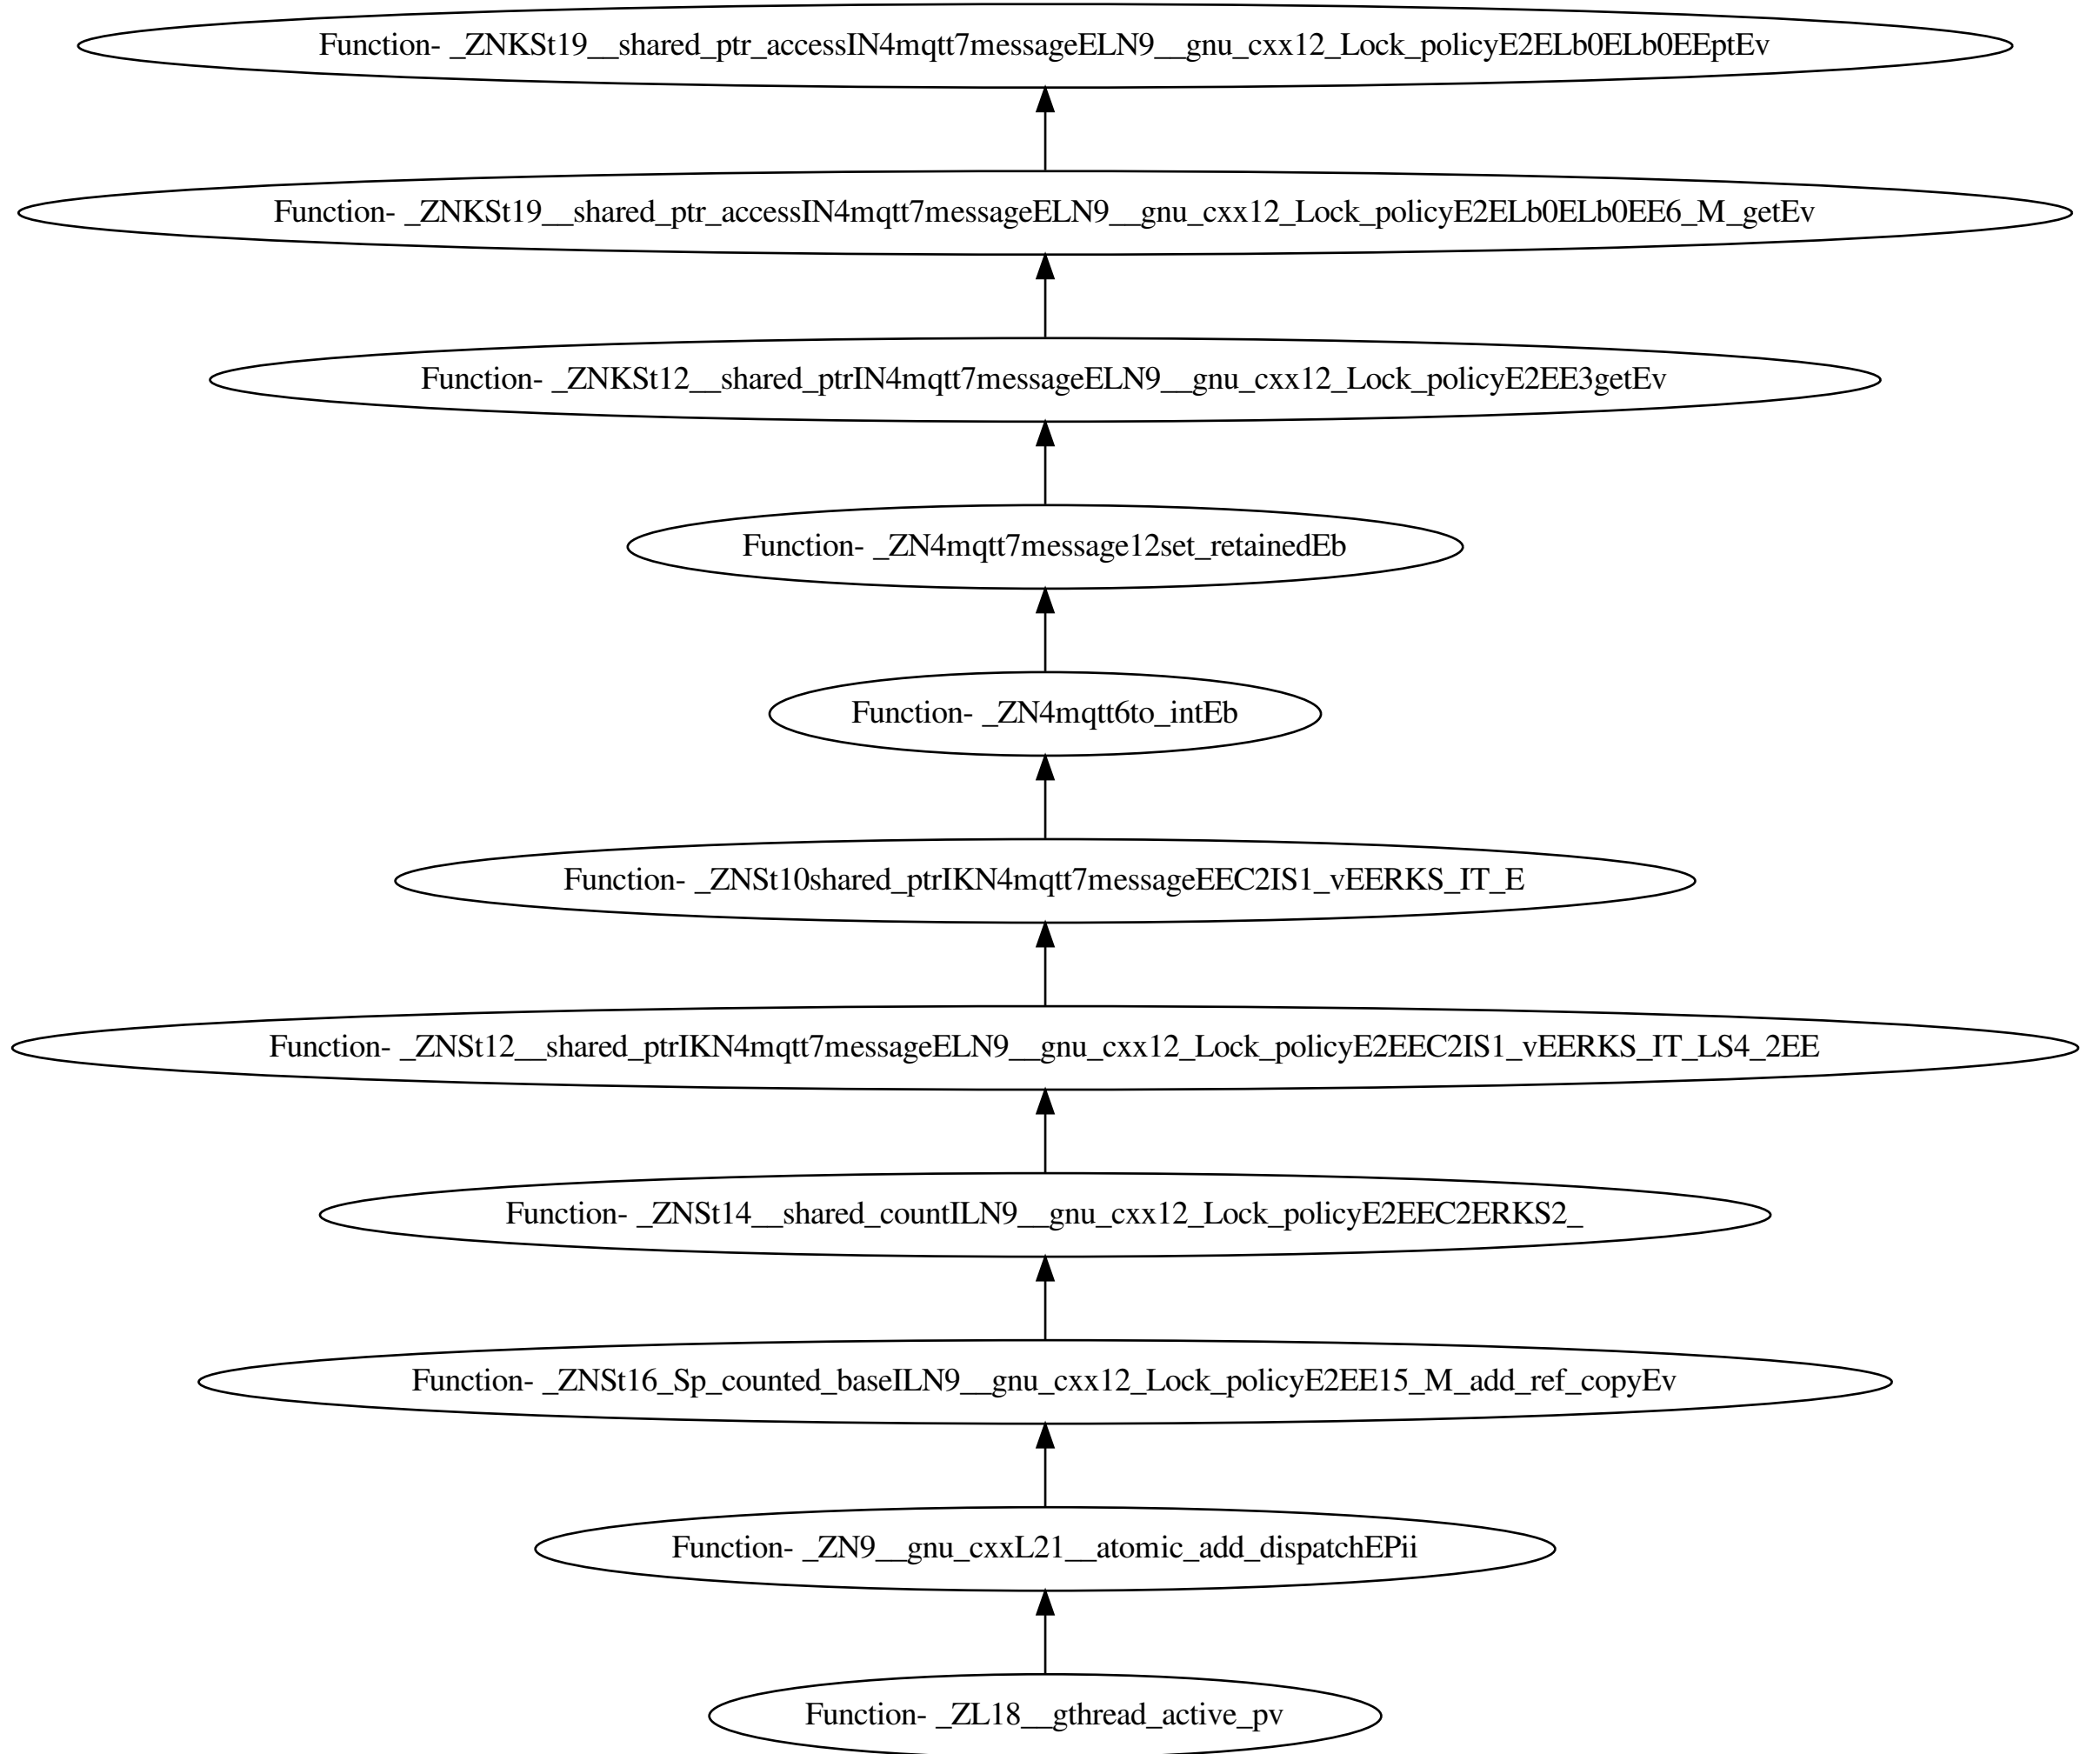 Function- _ZNKSt19__shared_ptr_accessIN4mqtt7messageELN9__gnu_cxx12_Lock_policyE2ELb0ELb0EEptEv
Function- _ZNKSt19__shared_ptr_accessIN4mqtt7messageELN9__gnu_cxx12_Lock_policyE2ELb0ELb0EE6_M_getEv
Function- _ZNKSt12__shared_ptrIN4mqtt7messageELN9__gnu_cxx12_Lock_policyE2EE3getEv
Function- _ZN4mqtt7message12set_retainedEb
Function- _ZN4mqtt6to_intEb
Function- _ZNSt10shared_ptrIKN4mqtt7messageEEC2IS1_vEERKS_IT_E
Function- _ZNSt12__shared_ptrIKN4mqtt7messageELN9__gnu_cxx12_Lock_policyE2EEC2IS1_vEERKS_IT_LS4_2EE
Function- _ZNSt14__shared_countILN9__gnu_cxx12_Lock_policyE2EEC2ERKS2_
Function- _ZNSt16_Sp_counted_baseILN9__gnu_cxx12_Lock_policyE2EE15_M_add_ref_copyEv
Function- _ZN9__gnu_cxxL21__atomic_add_dispatchEPii
Function- _ZL18__gthread_active_pv